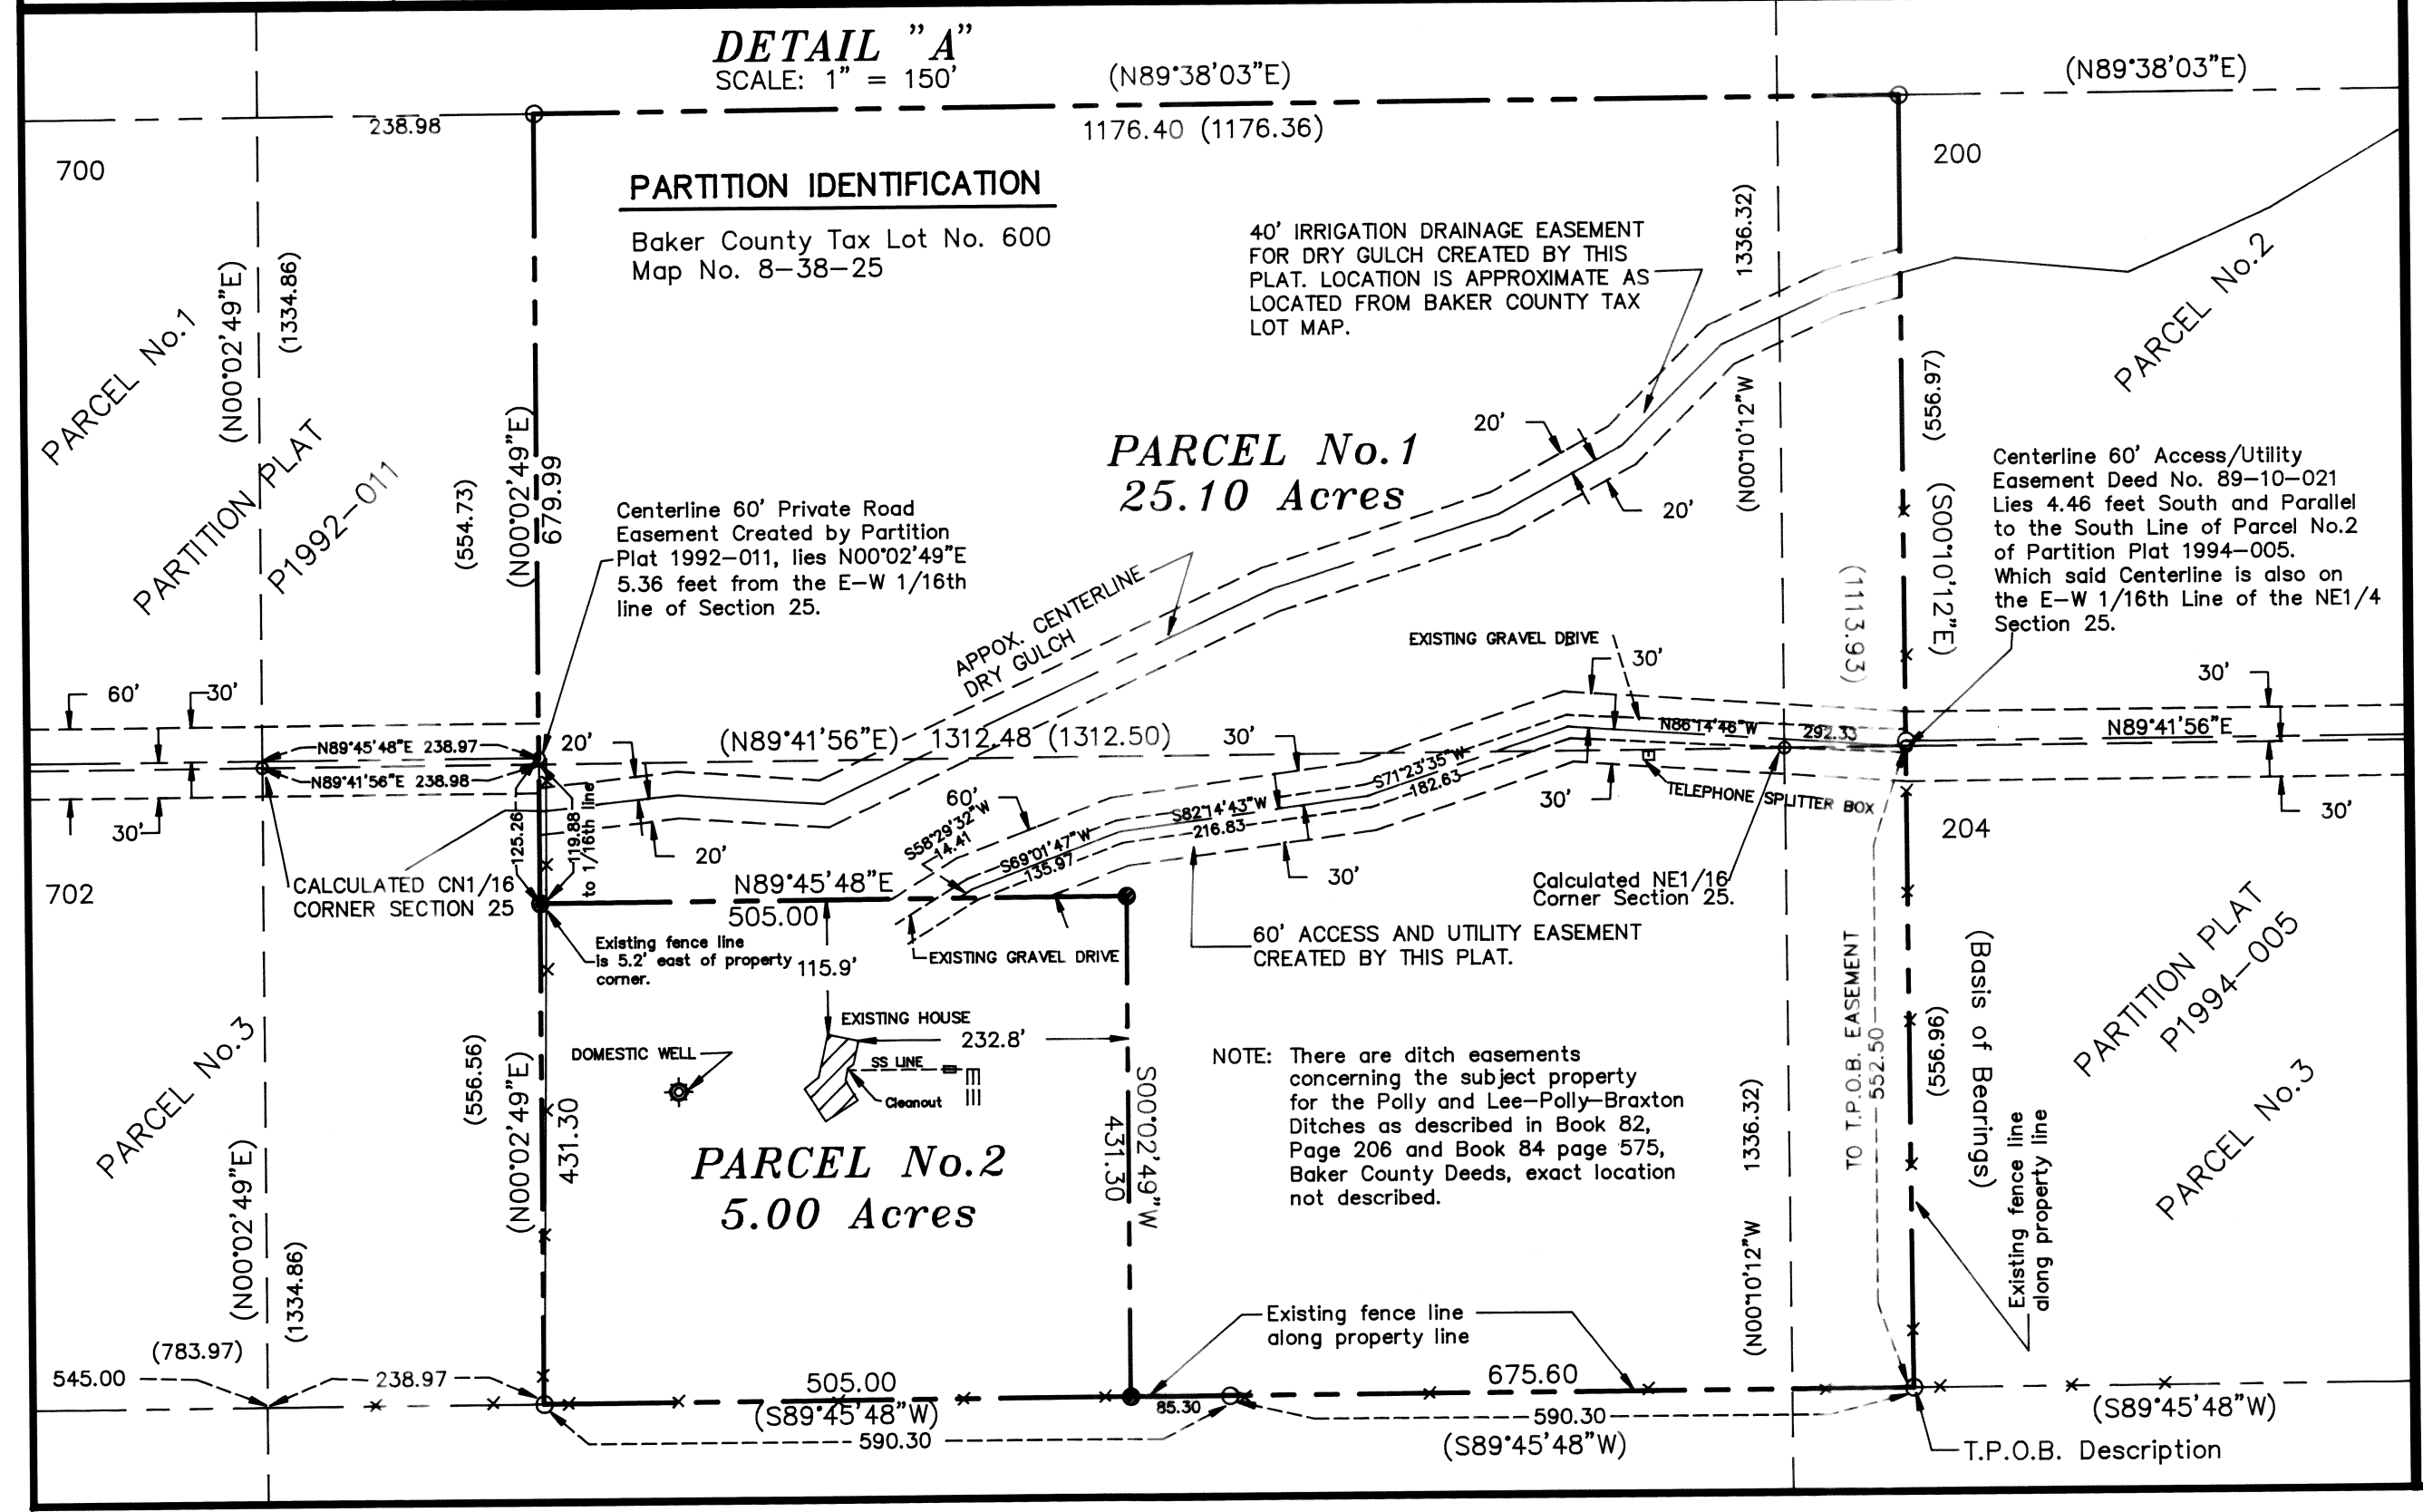 DETAIL "A"
SCALE: 1" = 150'
(N89°38'03"E)
(N89°38'03"E)
238.98
1176.40 (1176.36)
700
200
PARTITION IDENTIFICATION
Baker County Tax Lot No. 600
Map No. 8-38-25
40' IRRIGATION DRAINAGE EASEMENT
FOR DRY GULCH CREATED BY THIS
PLAT. LOCATION IS APPROXIMATE AS
LOCATED FROM BAKER COUNTY TAX
LOT MAP.
1336.32)
(N00°10'12"W
PARCEL No.1
(N00°02'49"E)
(1334.86)
PARTITION PLAT
P1992-011
PARCEL No.2
(556.97)
(S00°10'12"E)
(554.73)
(N00°02'49"E)
679.99
PARCEL No.1
25.10 Acres
20'
20'
Centerline 60' Private Road
Easement Created by Partition
Plat 1992-011, lies N00°02'49"E
5.36 feet from the E-W 1/16th
line of Section 25.
Centerline 60' Access/Utility
Easement Deed No. 89-10-021
Lies 4.46 feet South and Parallel
to the South Line of Parcel No.2
of Partition Plat 1994-005.
Which said Centerline is also on
the E-W 1/16th Line of the NE1/4
Section 25.
APPOX. CENTERLINE
DRY GULCH
EXISTING GRAVEL DRIVE
30'
(1113.93)
60'
30'
30'
N89°45'48"E 238.97
20'
(N89°41'56"E)
1312.48 (1312.50)
30'
N86°14'46"W
292.33
N89°41'56"E
N89°41'56"E 238.98
S71°23'35"W
182.63
30'
TELEPHONE SPLITTER BOX
30'
30'
125.26
119.88
to 1/16th line
20'
60'
S58°29'32"W
14.41
S69°01'47"W
135.97
S82°14'43"W
216.83
30'
204
702
CALCULATED CN1/16
CORNER SECTION 25
N89°45'48"E
505.00
Calculated NE1/16
Corner Section 25.
Existing fence line
is 5.2' east of property
corner.
115.9'
EXISTING GRAVEL DRIVE
60' ACCESS AND UTILITY EASEMENT
CREATED BY THIS PLAT.
PARTITION PLAT
P1994-005
PARCEL No.3
(Basis of Bearings)
(556.96)
TO T.P.O.B. EASEMENT
552.50
EXISTING HOUSE
232.8'
DOMESTIC WELL
SS LINE
Cleanout
PARCEL No.3
(556.56)
(N00°02'49"E)
431.30
PARCEL No.2
5.00 Acres
S00°02'49"W
431.30
NOTE: There are ditch easements
concerning the subject property
for the Polly and Lee-Polly-Braxton
Ditches as described in Book 82,
Page 206 and Book 84 page 575,
Baker County Deeds, exact location
not described.
1336.32)
(N00°10'12"W
Existing fence line
along property line
(N00°02'49"E)
(1334.86)
Existing fence line
along property line
(783.97)
545.00
238.97
505.00
(S89°45'48"W)
590.30
85.30
675.60
590.30
(S89°45'48"W)
(S89°45'48"W)
T.P.O.B. Description